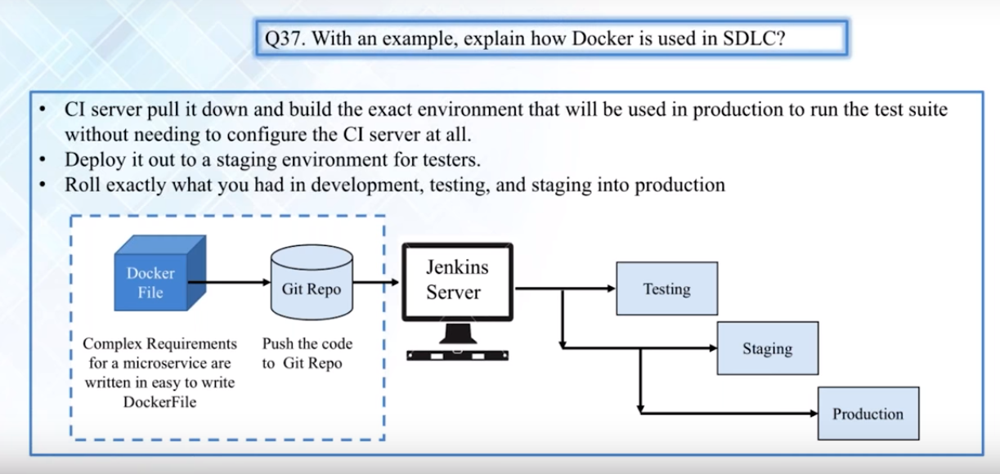 Q37. With an example, explain how Docker is used in SDLC?
• CI server pull it down and build the exact environment that will be used in production to run the test suite
without needing to configure the CI server at all.
• Deploy it out to a staging environment for testers.
• Roll exactly what you had in development, testing, and staging into production
Docker
File
Git Repo
Jenkins
Server
Testing
Complex Requirements
for a microservice are
written in easy to write
DockerFile
Push the code
to Git Repo
Staging
Production